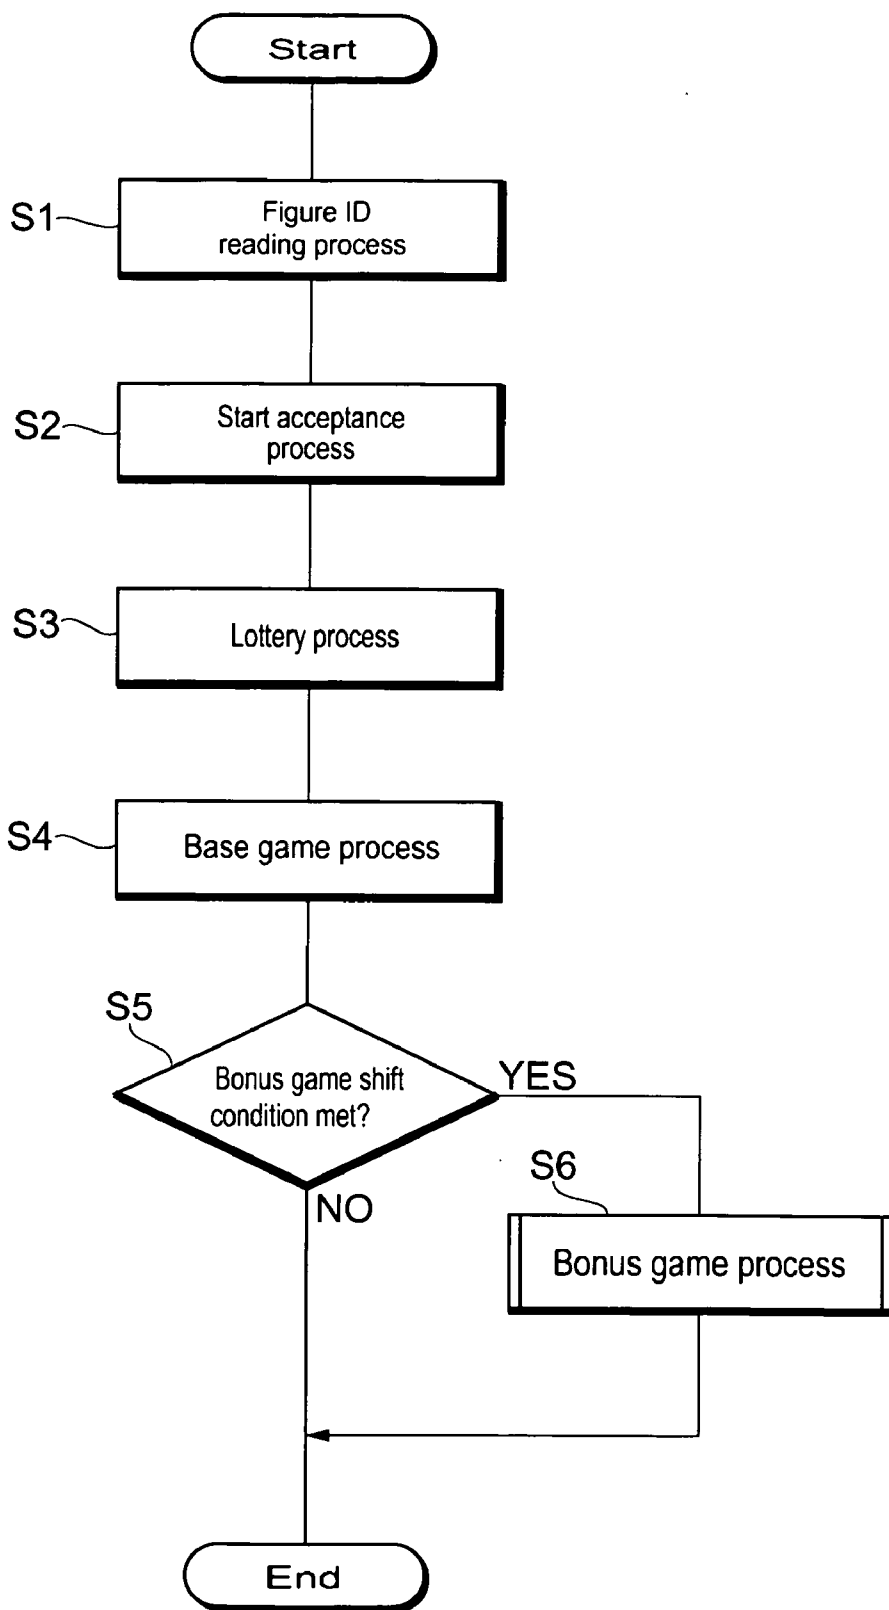 Start
S1
Figure ID
reading process
S2
Start acceptance
process
S3
Lottery process
S4
Base game process
S5
Bonus game shift
condition met?
YES
NO
S6
Bonus game process
End